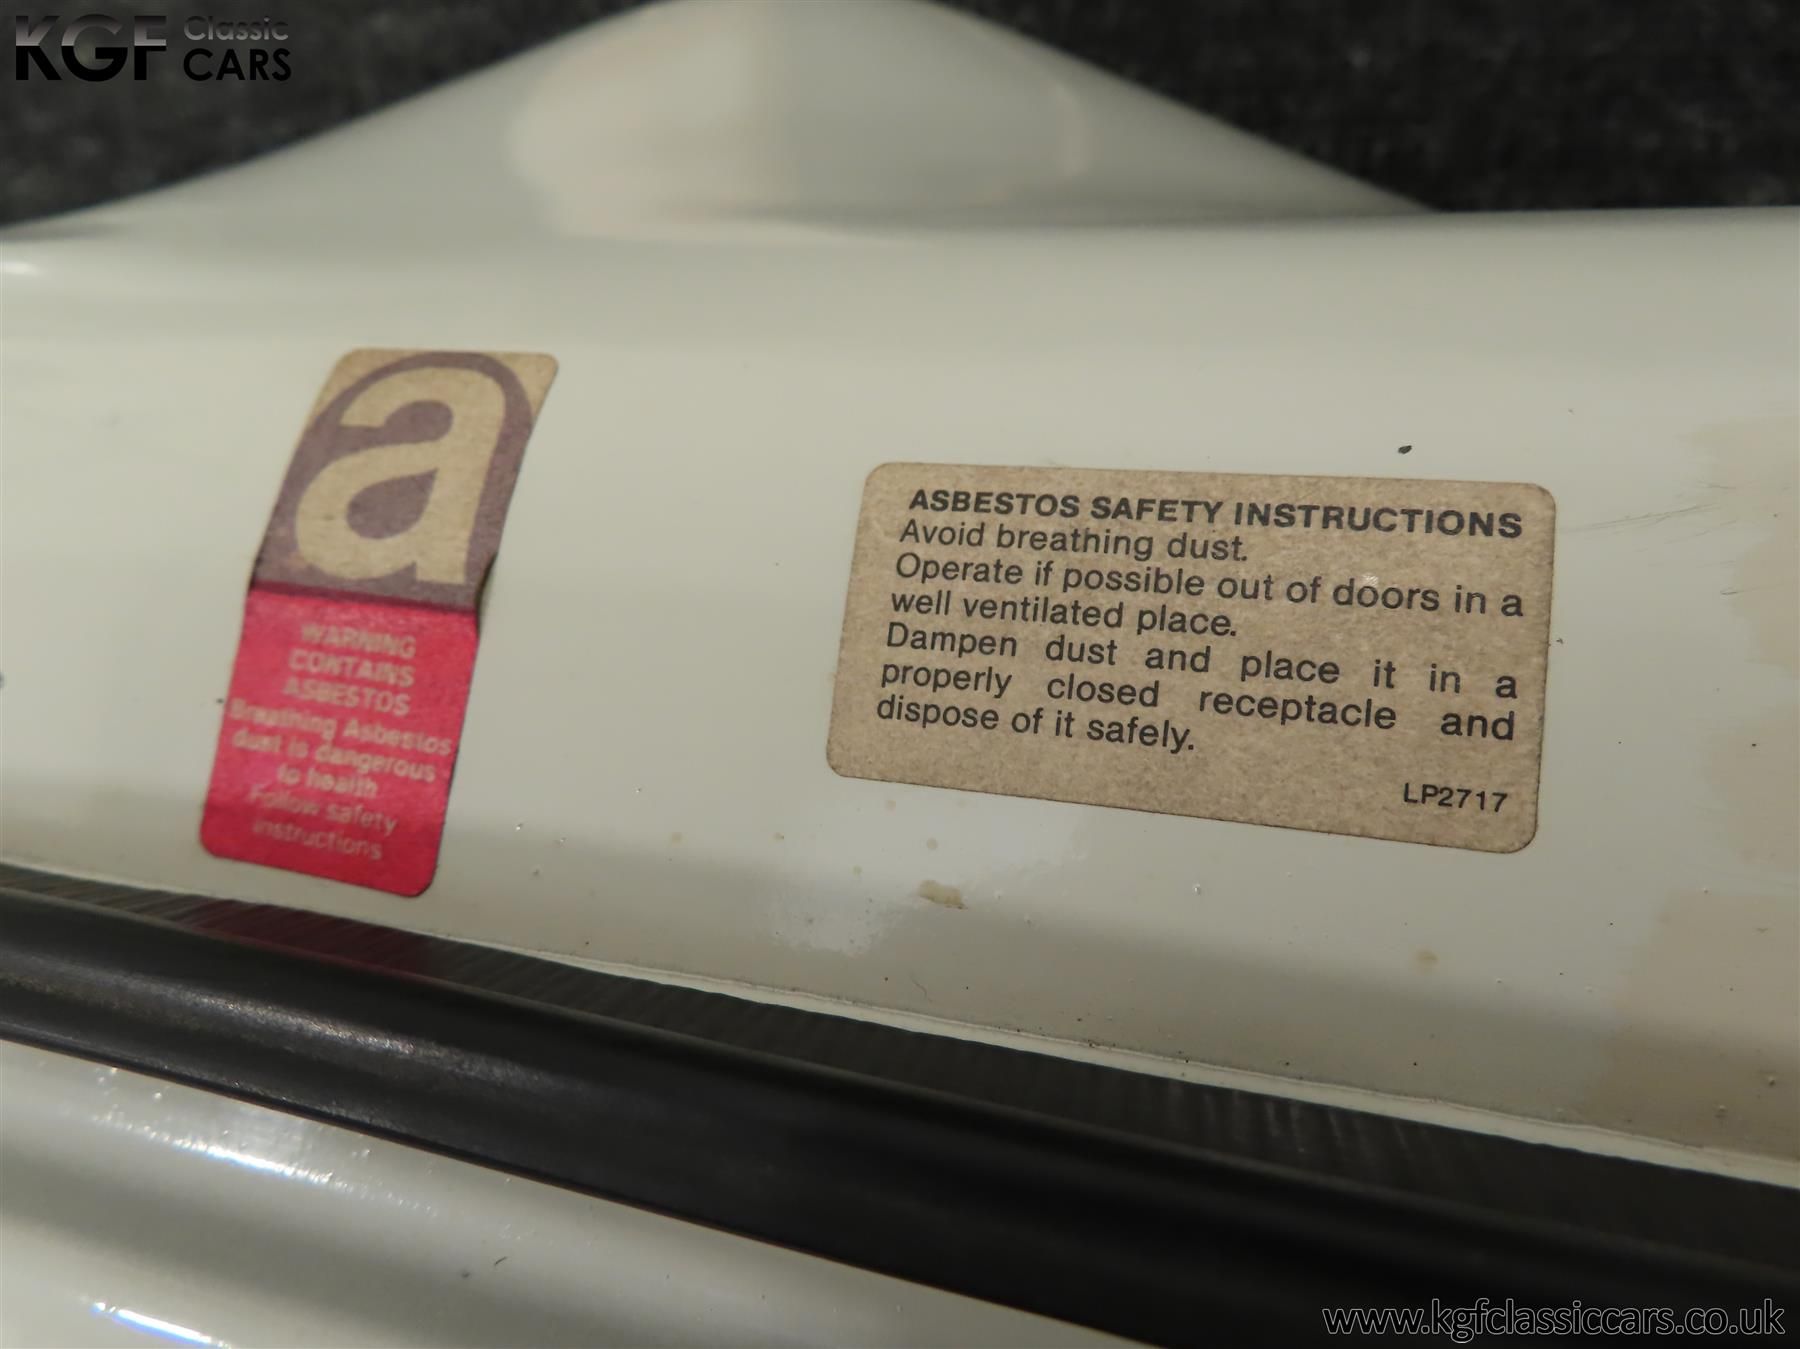 KGF Classic
CARS
a
WARNING
CONTAINS
ASBESTOS
Breathing Asbestos
dust is dangerous
to health
Follow safety
instructions
ASBESTOS SAFETY INSTRUCTIONS
Avoid breathing dust.
Operate if possible out of doors in a
well ventilated place.
Dampen dust and place it in a
properly closed receptacle and
dispose of it safely.
LP2717
www.kgfclassiccars.co.uk